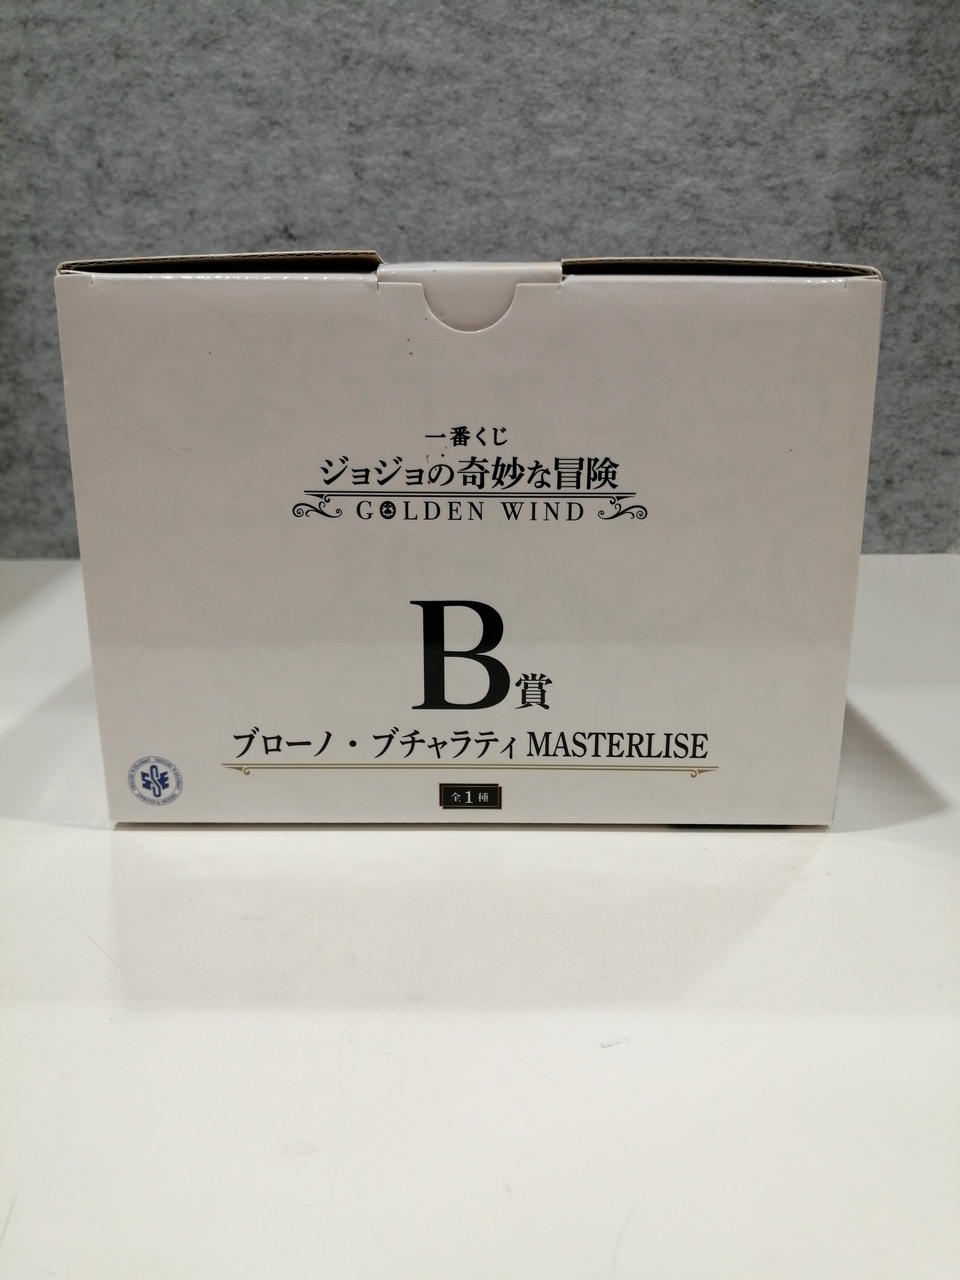 一番くじ
ジョジョの奇妙な冒険
GOLDEN WIND
B賞
ブローノ・ブチャラティ MASTERLISE
全1種